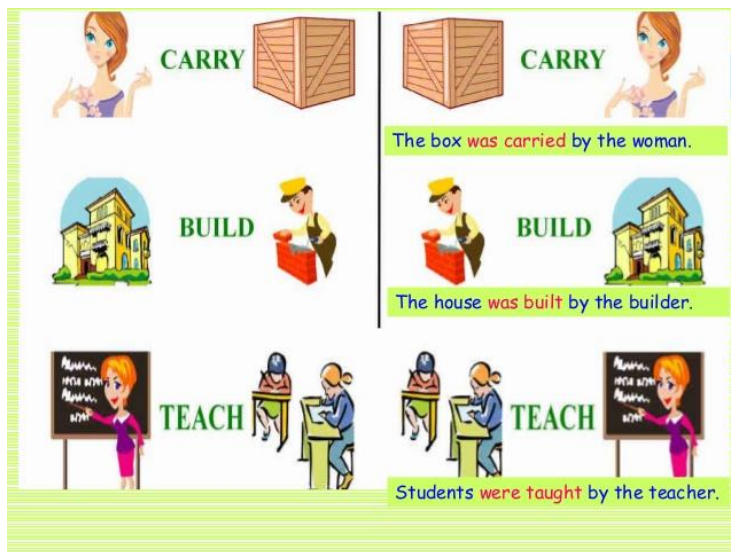 CARRY
CARRY
The box was carried by the woman.
BUILD
BUILD
The house was built by the builder.
TEACH
TEACH
Students were taught by the teacher.